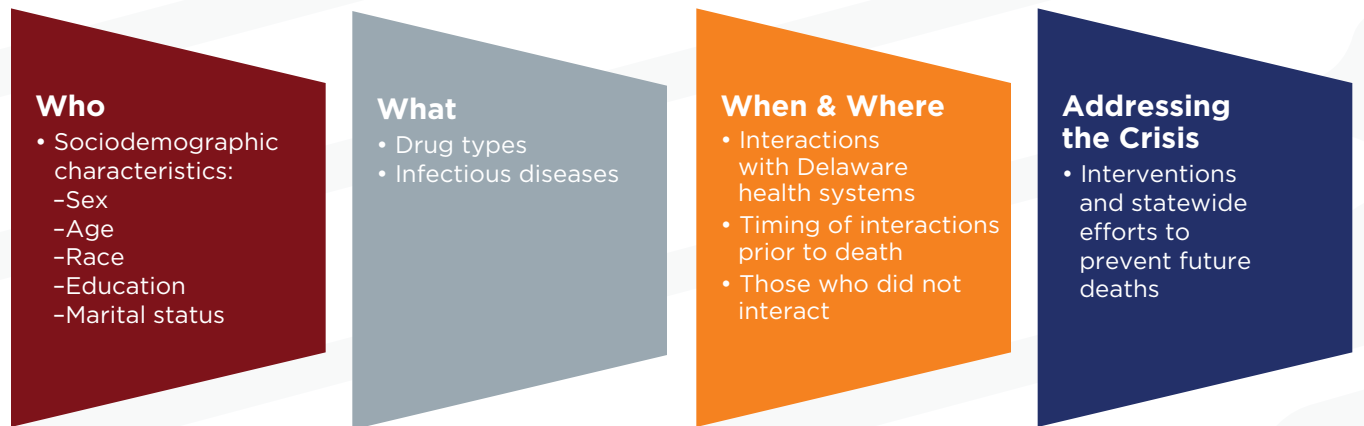 Who
• Sociodemographic
characteristics:
–Sex
–Age
–Race
–Education
–Marital status
What
• Drug types
• Infectious diseases
When & Where
• Interactions
with Delaware
health systems
• Timing of interactions
prior to death
• Those who did not
interact
Addressing
the Crisis
• Interventions
and statewide
efforts to
prevent future
deaths